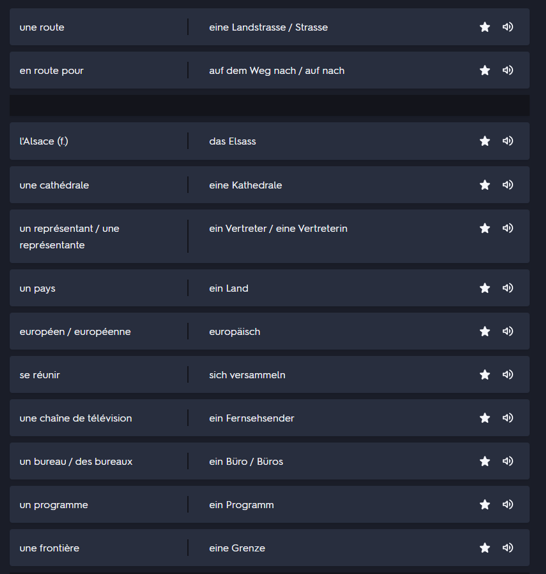 une route
eine Landstrasse / Strasse
en route pour
auf dem Weg nach / auf nach
l'Alsace (f.)
das Elsass
une cathédrale
eine Kathedrale
un représentant / une
représentante
ein Vertreter / eine Vertreterin
un pays
ein Land
européen / européenne
europäisch
se réunir
sich versammeln
une chaîne de télévision
ein Fernsehsender
un bureau / des bureaux
ein Büro / Büros
un programme
ein Programm
une frontière
eine Grenze